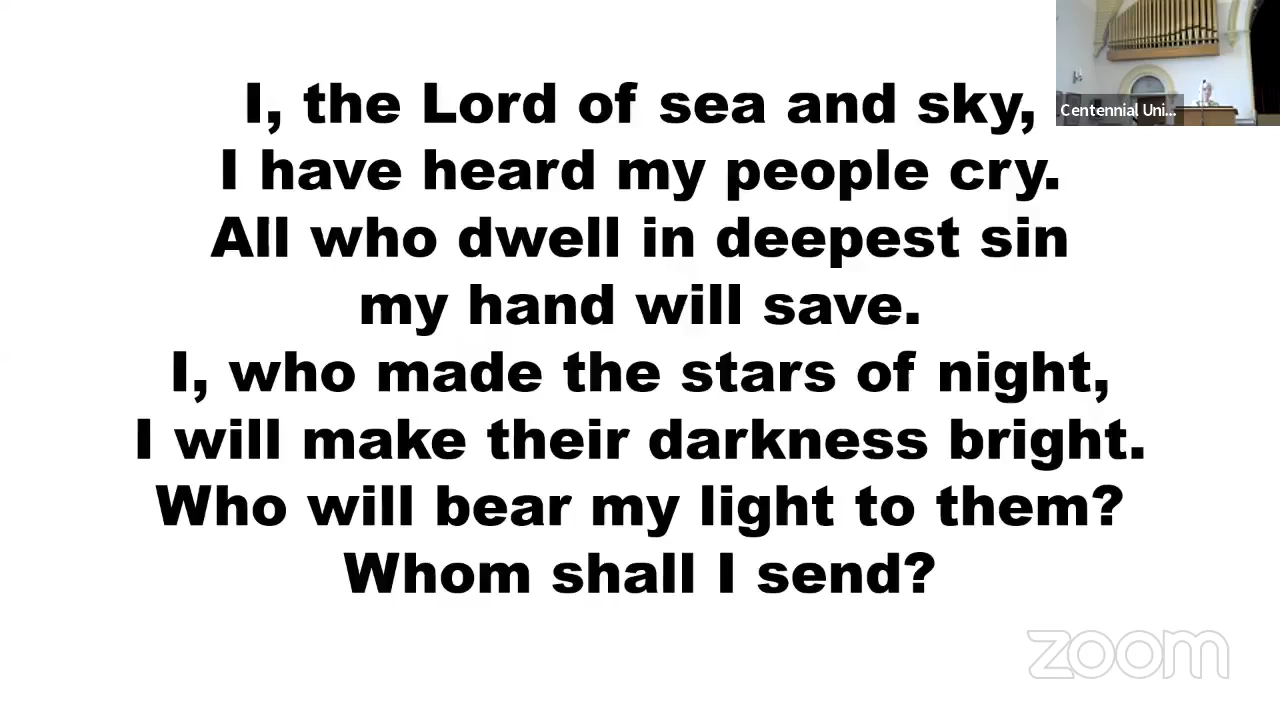 I, the Lord of sea and sky,
I have heard my people cry.
All who dwell in deepest sin
my hand will save.
I, who made the stars of night,
I will make their darkness bright.
Who will bear my light to them?
Whom shall I send?
Centennial Uni...
zoom